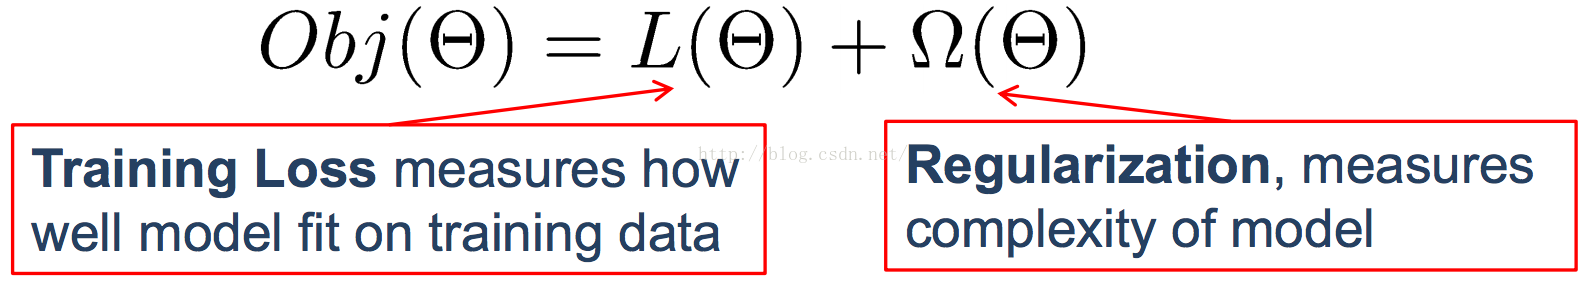 Obj(Θ) = L(Θ) + Ω(Θ)
Training Loss measures how
well model fit on training data
http://blog.csdn.net/
Regularization, measures
complexity of model